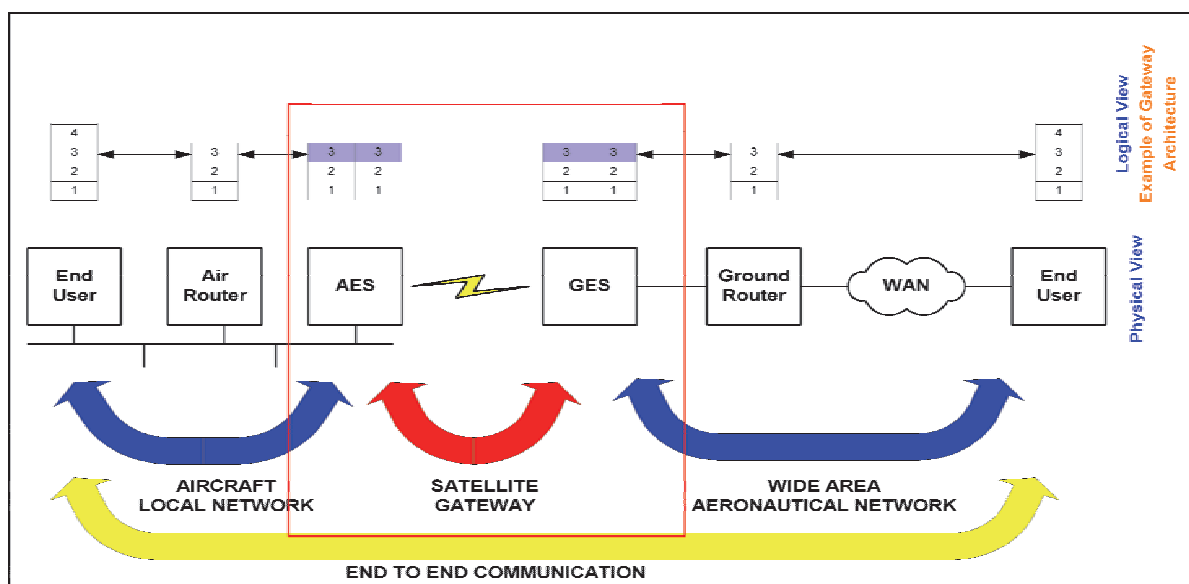 4
3
2
1
3
2
1
3 3
2 2
1 1
3 3
2 2
1 1
3
2
1
4
3
2
1
Logical View
Example of Gateway
Architecture
End
User
Air
Router
AES
GES
Ground
Router
WAN
End
User
Physical View
AIRCRAFT
LOCAL NETWORK
SATELLITE
GATEWAY
WIDE AREA
AERONAUTICAL NETWORK
END TO END COMMUNICATION